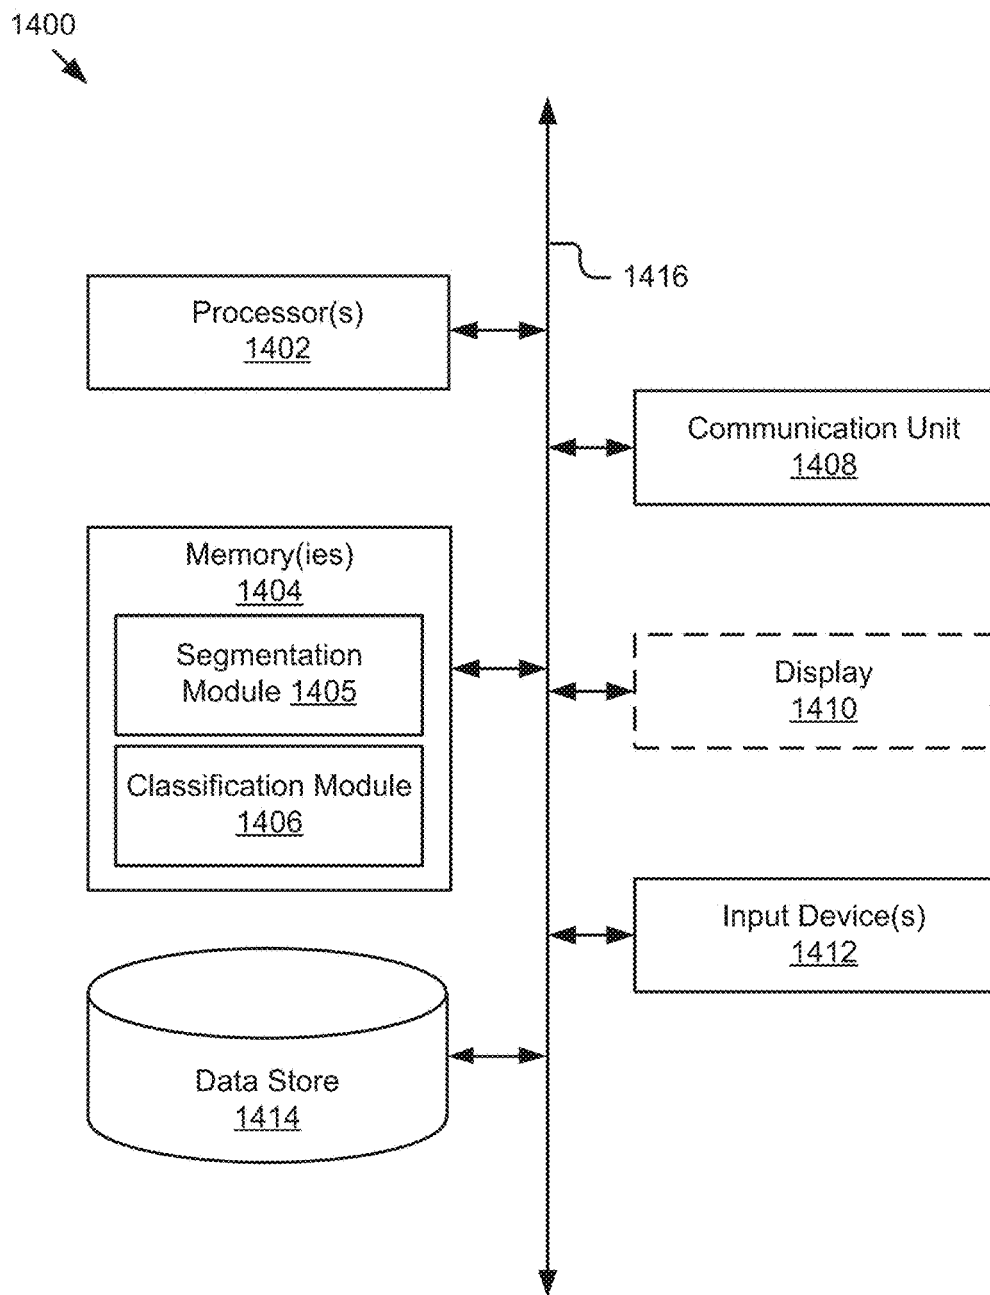 1400
1416
Processor(s)
1402
Communication Unit
1408
Memory(ies)
1404
Segmentation
Module 1405
Display
1410
Classification Module
1406
Input Device(s)
1412
Data Store
1414